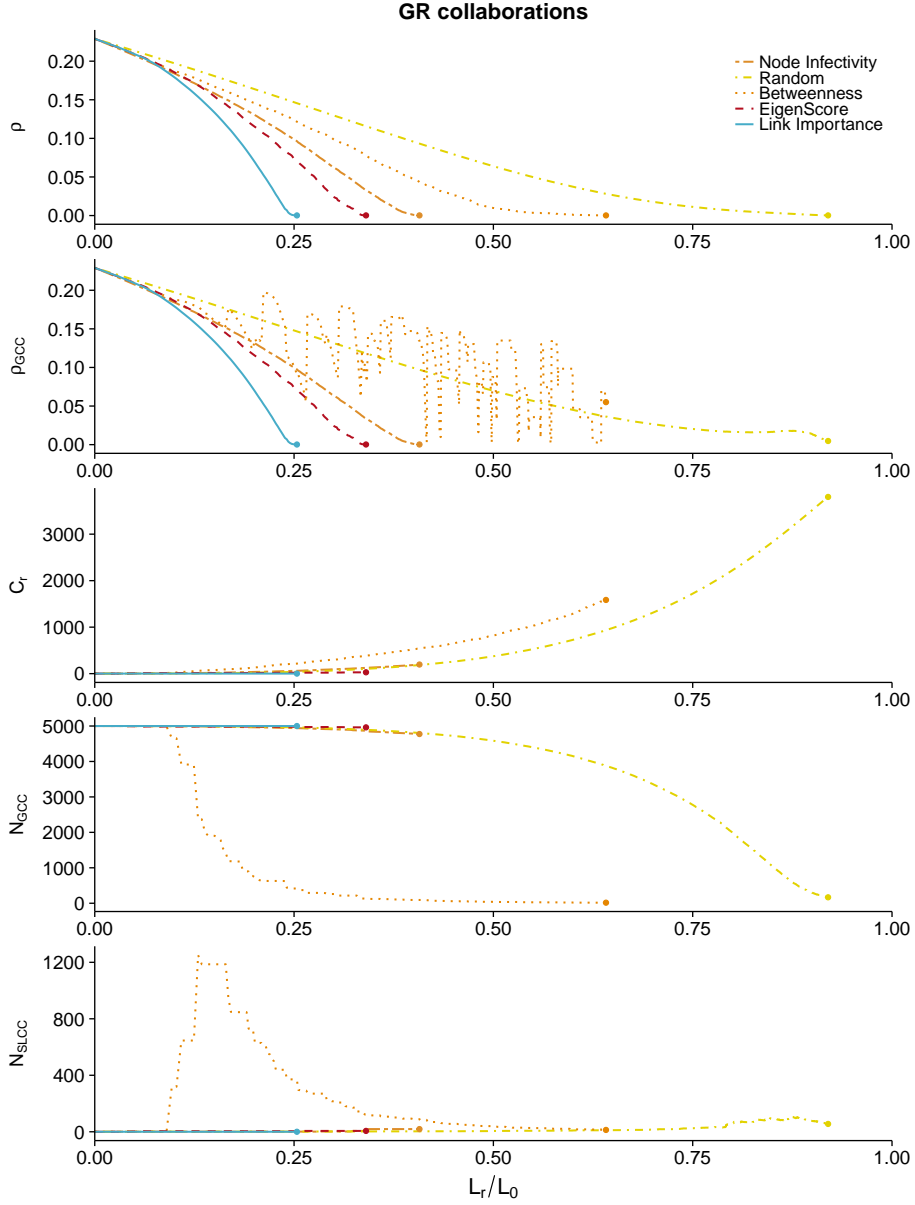 GR collaborations
ρ
0.20
0.15
0.10
0.05
0.00
Node Infectivity
Random
Betweenness
EigenScore
Link Importance
0.00 0.25 0.50 0.75 1.00
ρGCC
0.20
0.15
0.10
0.05
0.00
0.00 0.25 0.50 0.75 1.00
Cr
3000
2000
1000
0
0.00 0.25 0.50 0.75 1.00
NGCC
5000
4000
3000
2000
1000
0
0.00 0.25 0.50 0.75 1.00
NSLCC
1200
800
400
0
0.00 0.25 0.50 0.75 1.00
Lr/L0